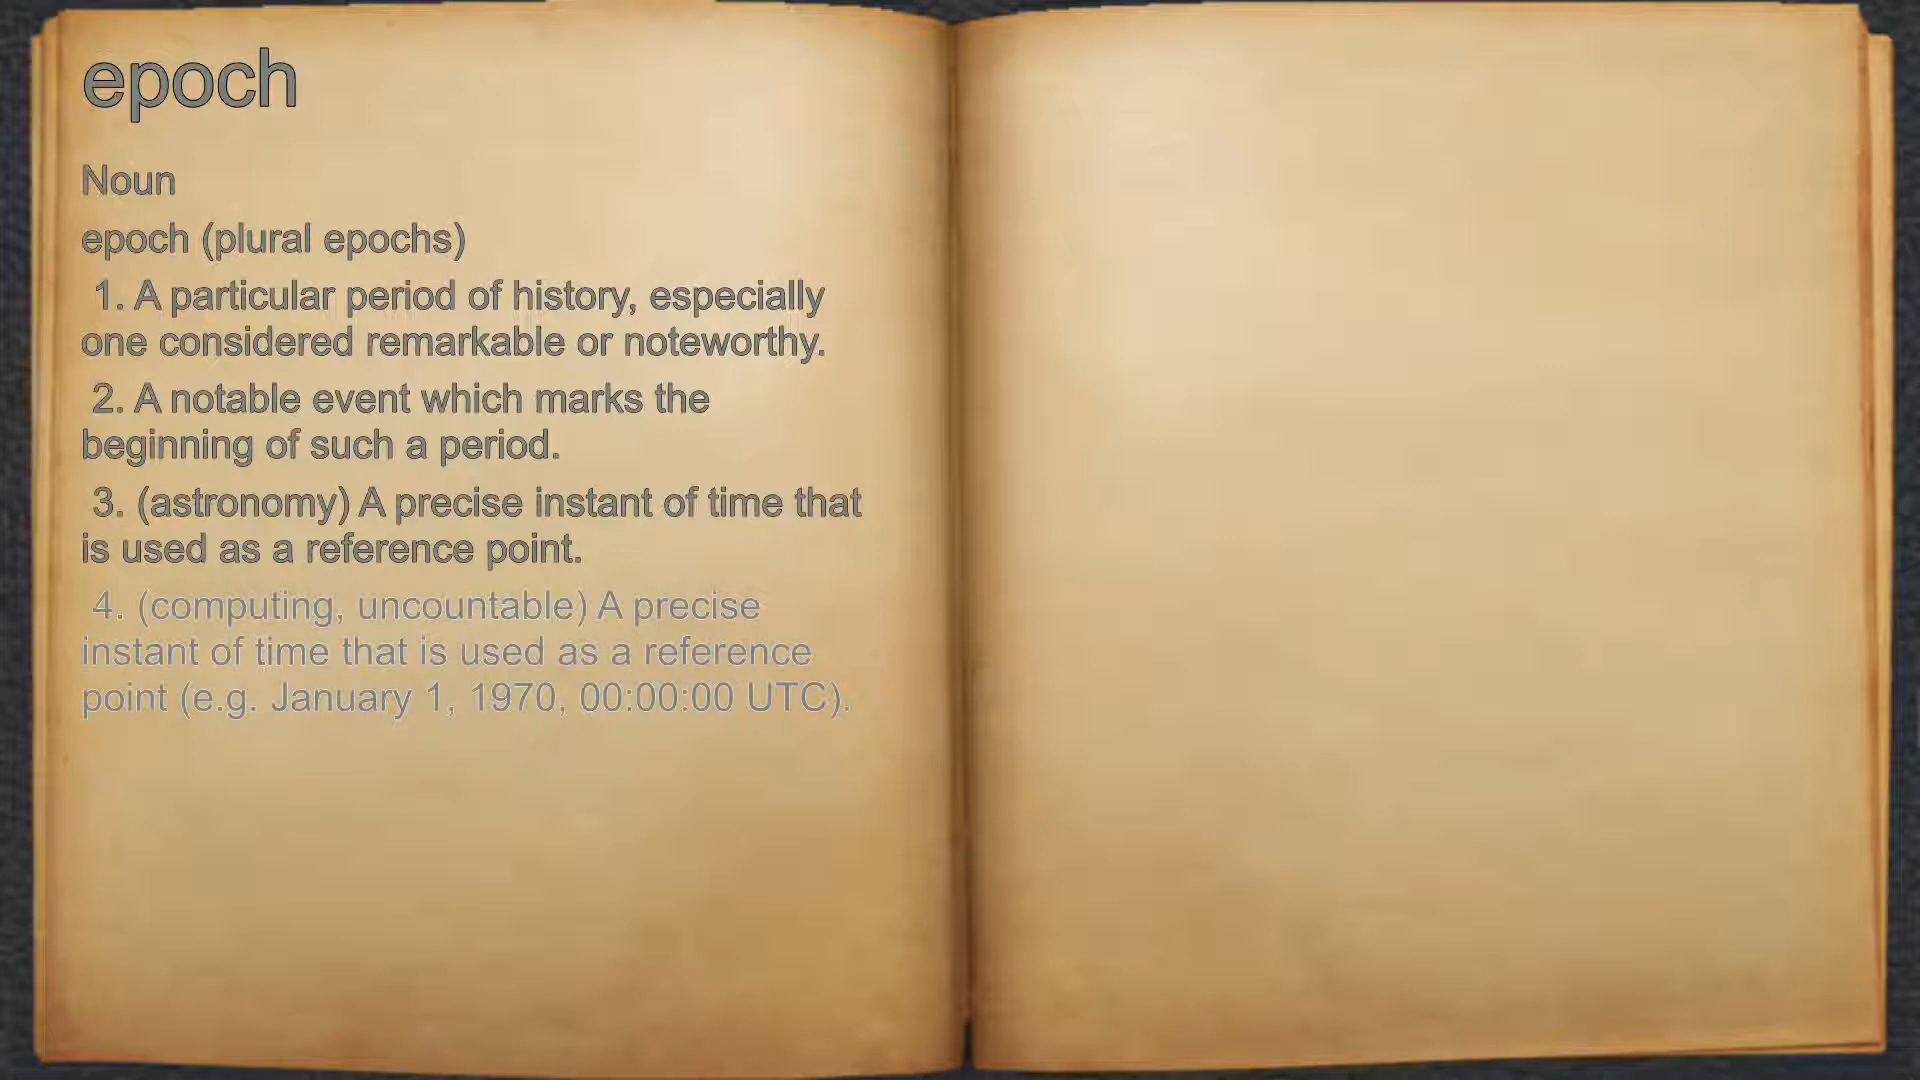 epoch
Noun
epoch (plural epochs)
1. A particular period of history, especially
one considered remarkable or noteworthy.
2. A notable event which marks the
beginning of such a period.
3. (astronomy) A precise instant of time that
is used as a reference point.
4. (computing, uncountable) A precise
instant of time that is used as a reference
point (e.g. January 1, 1970, 00:00:00 UTC).